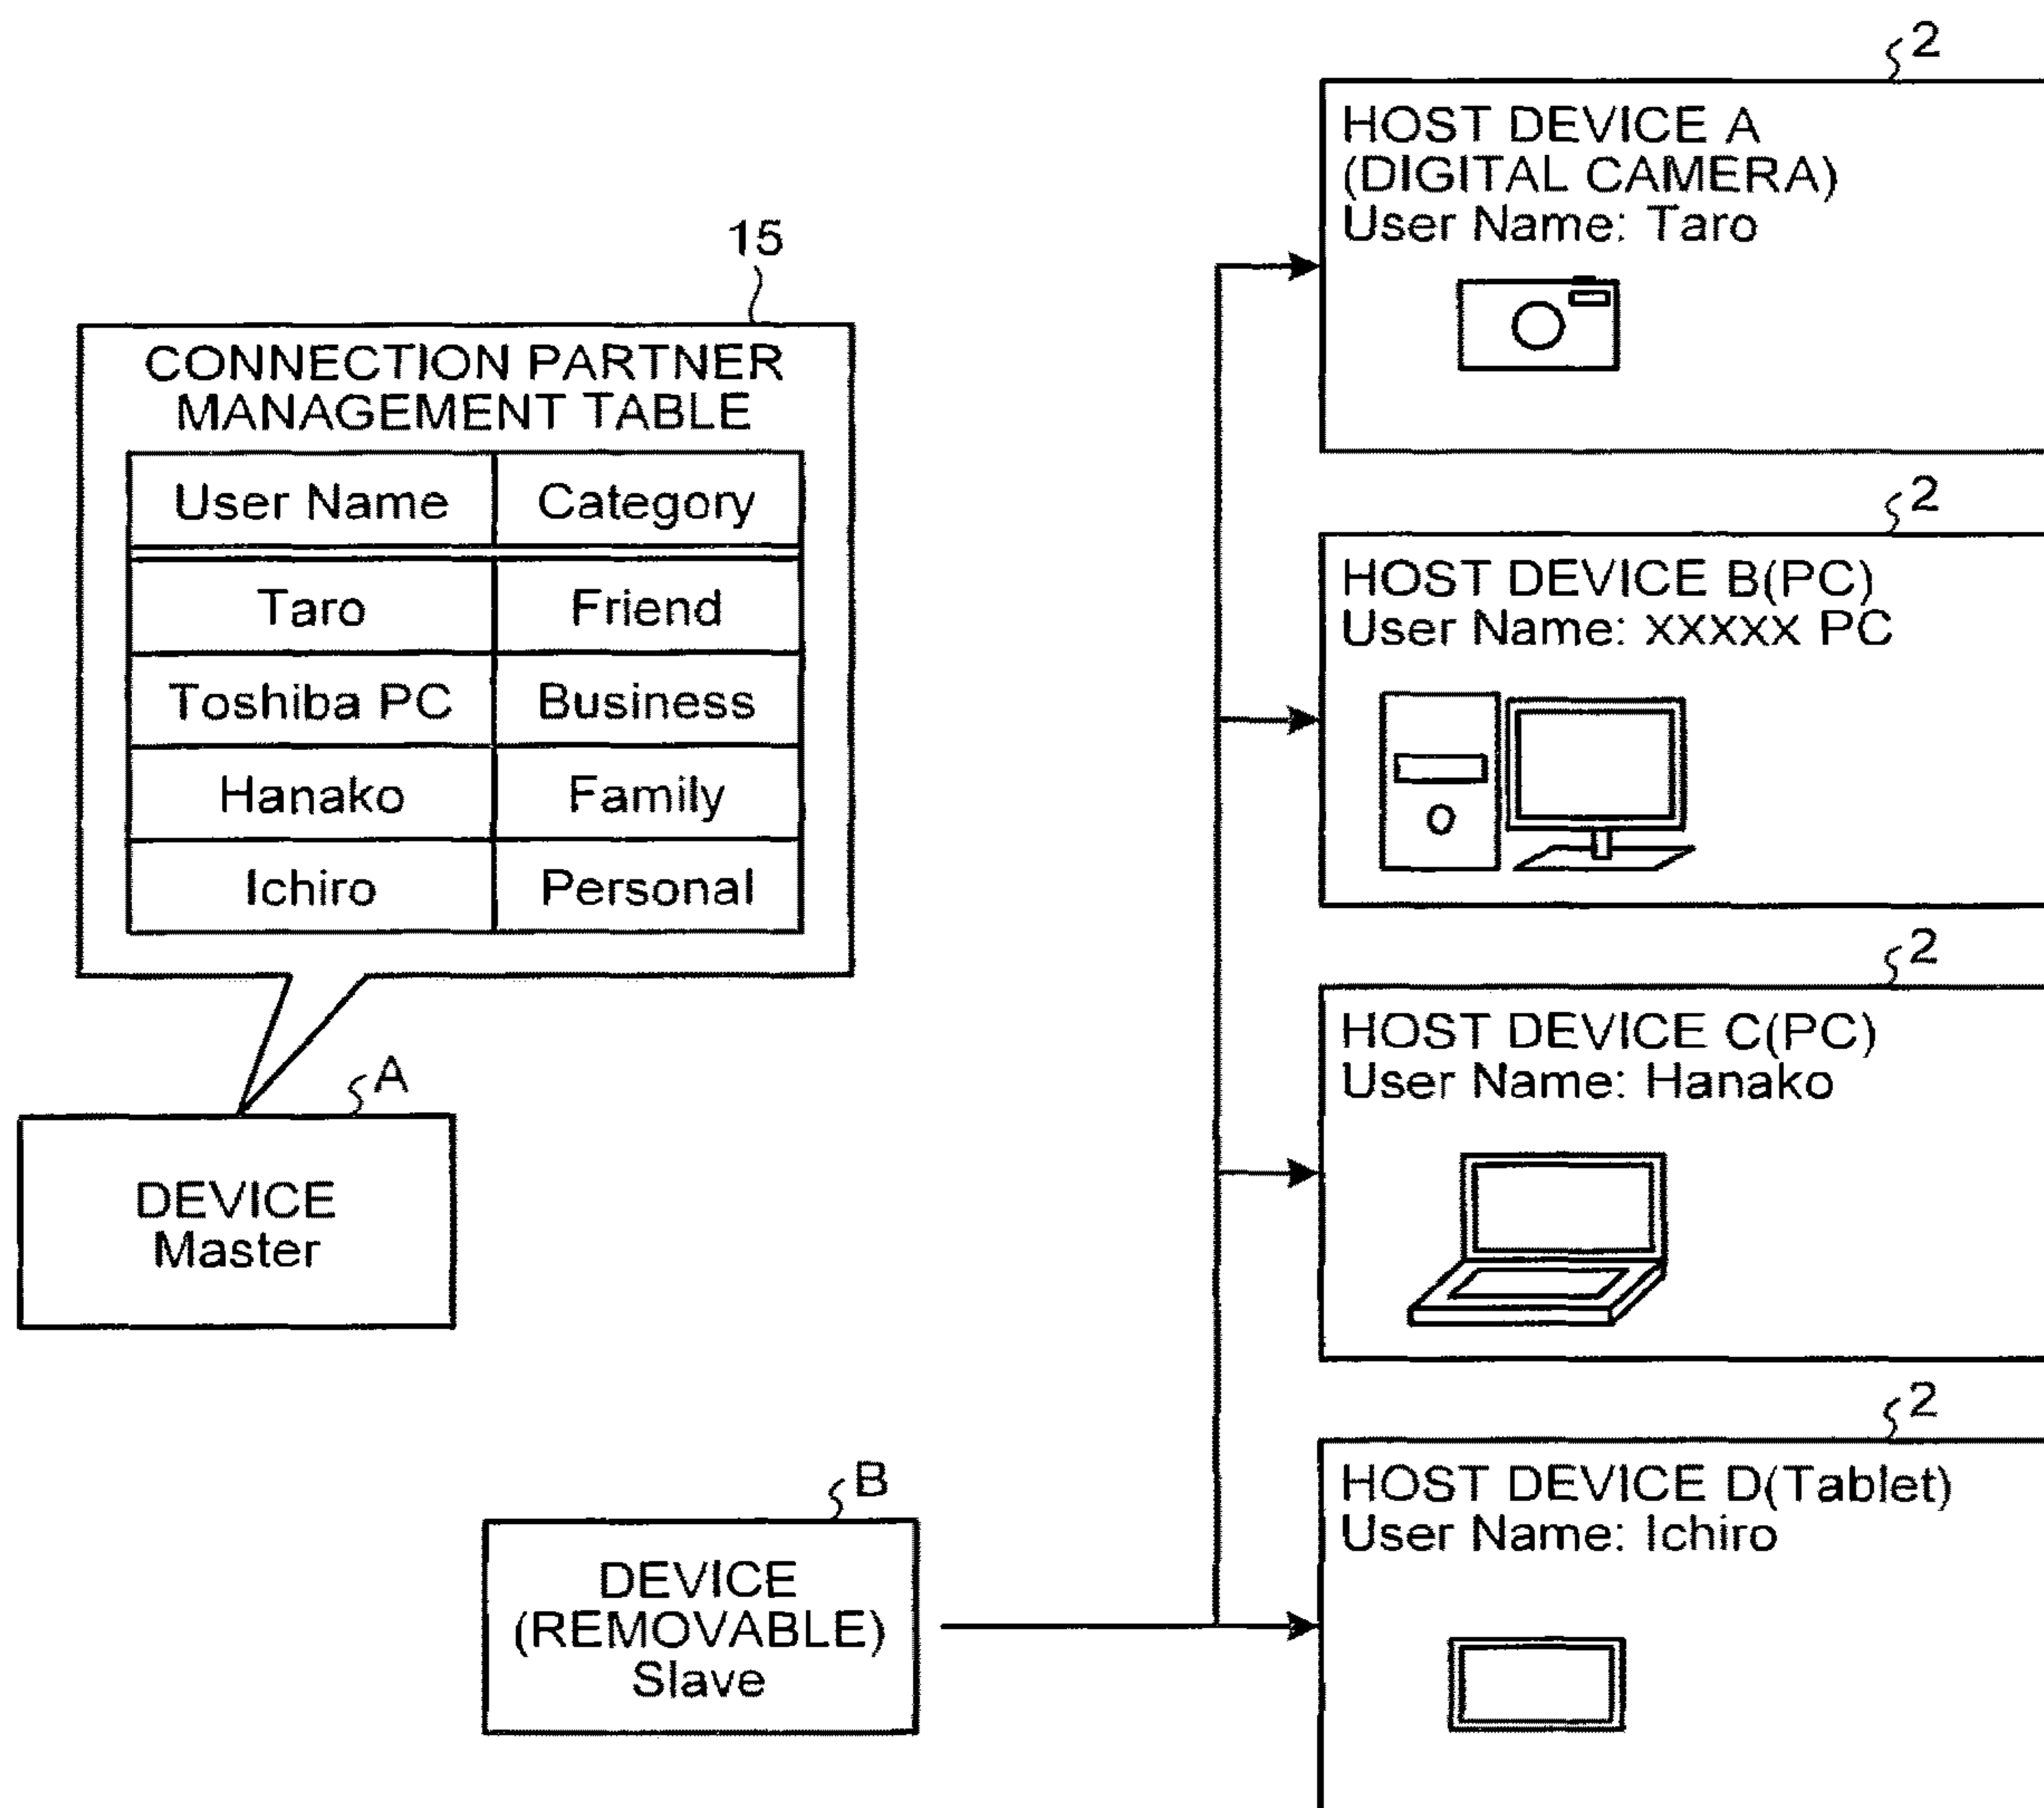 15
CONNECTION PARTNER
MANAGEMENT TABLE
User Name Category
Taro Friend
Toshiba PC Business
Hanako Family
Ichiro Personal
A
DEVICE
Master
B
DEVICE
(REMOVABLE)
Slave
2
HOST DEVICE A
(DIGITAL CAMERA)
User Name: Taro
2
HOST DEVICE B(PC)
User Name: XXXXX PC
2
HOST DEVICE C(PC)
User Name: Hanako
2
HOST DEVICE D(Tablet)
User Name: Ichiro